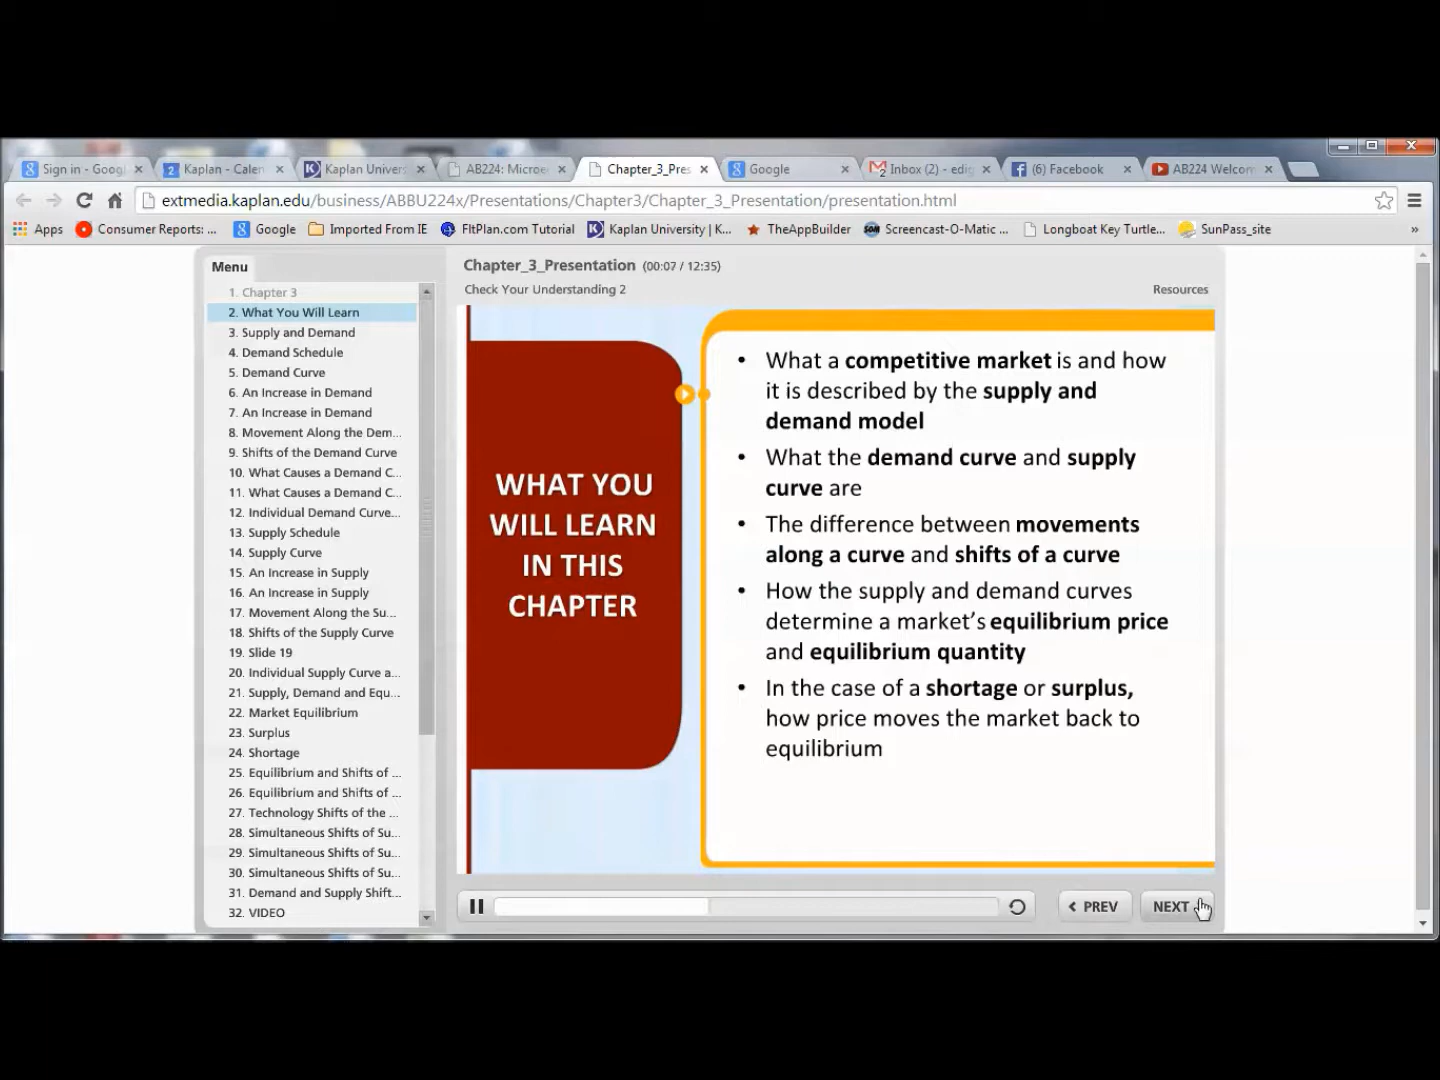 Sign in - Googl
Kaplan - Calen
Kaplan Univers
AB224: Microe
Chapter_3_Pres
Google
Inbox (2) - edig
(6) Facebook
AB224 Welcom
extmedia.kaplan.edu/business/ABBU224x/Presentations/Chapter3/Chapter_3_Presentation/presentation.html
Apps
Consumer Reports: ...
Google
Imported From IE
FltPlan.com Tutorial
Kaplan University | K...
TheAppBuilder
Screencast-O-Matic ...
Longboat Key Turtle...
SunPass_site
»
Menu
1. Chapter 3
2. What You Will Learn
3. Supply and Demand
4. Demand Schedule
5. Demand Curve
6. An Increase in Demand
7. An Increase in Demand
8. Movement Along the Dem...
9. Shifts of the Demand Curve
10. What Causes a Demand C...
11. What Causes a Demand C...
12. Individual Demand Curve...
13. Supply Schedule
14. Supply Curve
15. An Increase in Supply
16. An Increase in Supply
17. Movement Along the Su...
18. Shifts of the Supply Curve
19. Slide 19
20. Individual Supply Curve a...
21. Supply, Demand and Equ...
22. Market Equilibrium
23. Surplus
24. Shortage
25. Equilibrium and Shifts of ...
26. Equilibrium and Shifts of ...
27. Technology Shifts of the ...
28. Simultaneous Shifts of Su...
29. Simultaneous Shifts of Su...
30. Simultaneous Shifts of Su...
31. Demand and Supply Shift...
32. VIDEO
Chapter_3_Presentation (00:07 / 12:35)
Check Your Understanding 2
Resources
WHAT YOU
WILL LEARN
IN THIS
CHAPTER
• What a competitive market is and how
it is described by the supply and
demand model
• What the demand curve and supply
curve are
• The difference between movements
along a curve and shifts of a curve
• How the supply and demand curves
determine a market's equilibrium price
and equilibrium quantity
• In the case of a shortage or surplus,
how price moves the market back to
equilibrium
PREV
NEXT